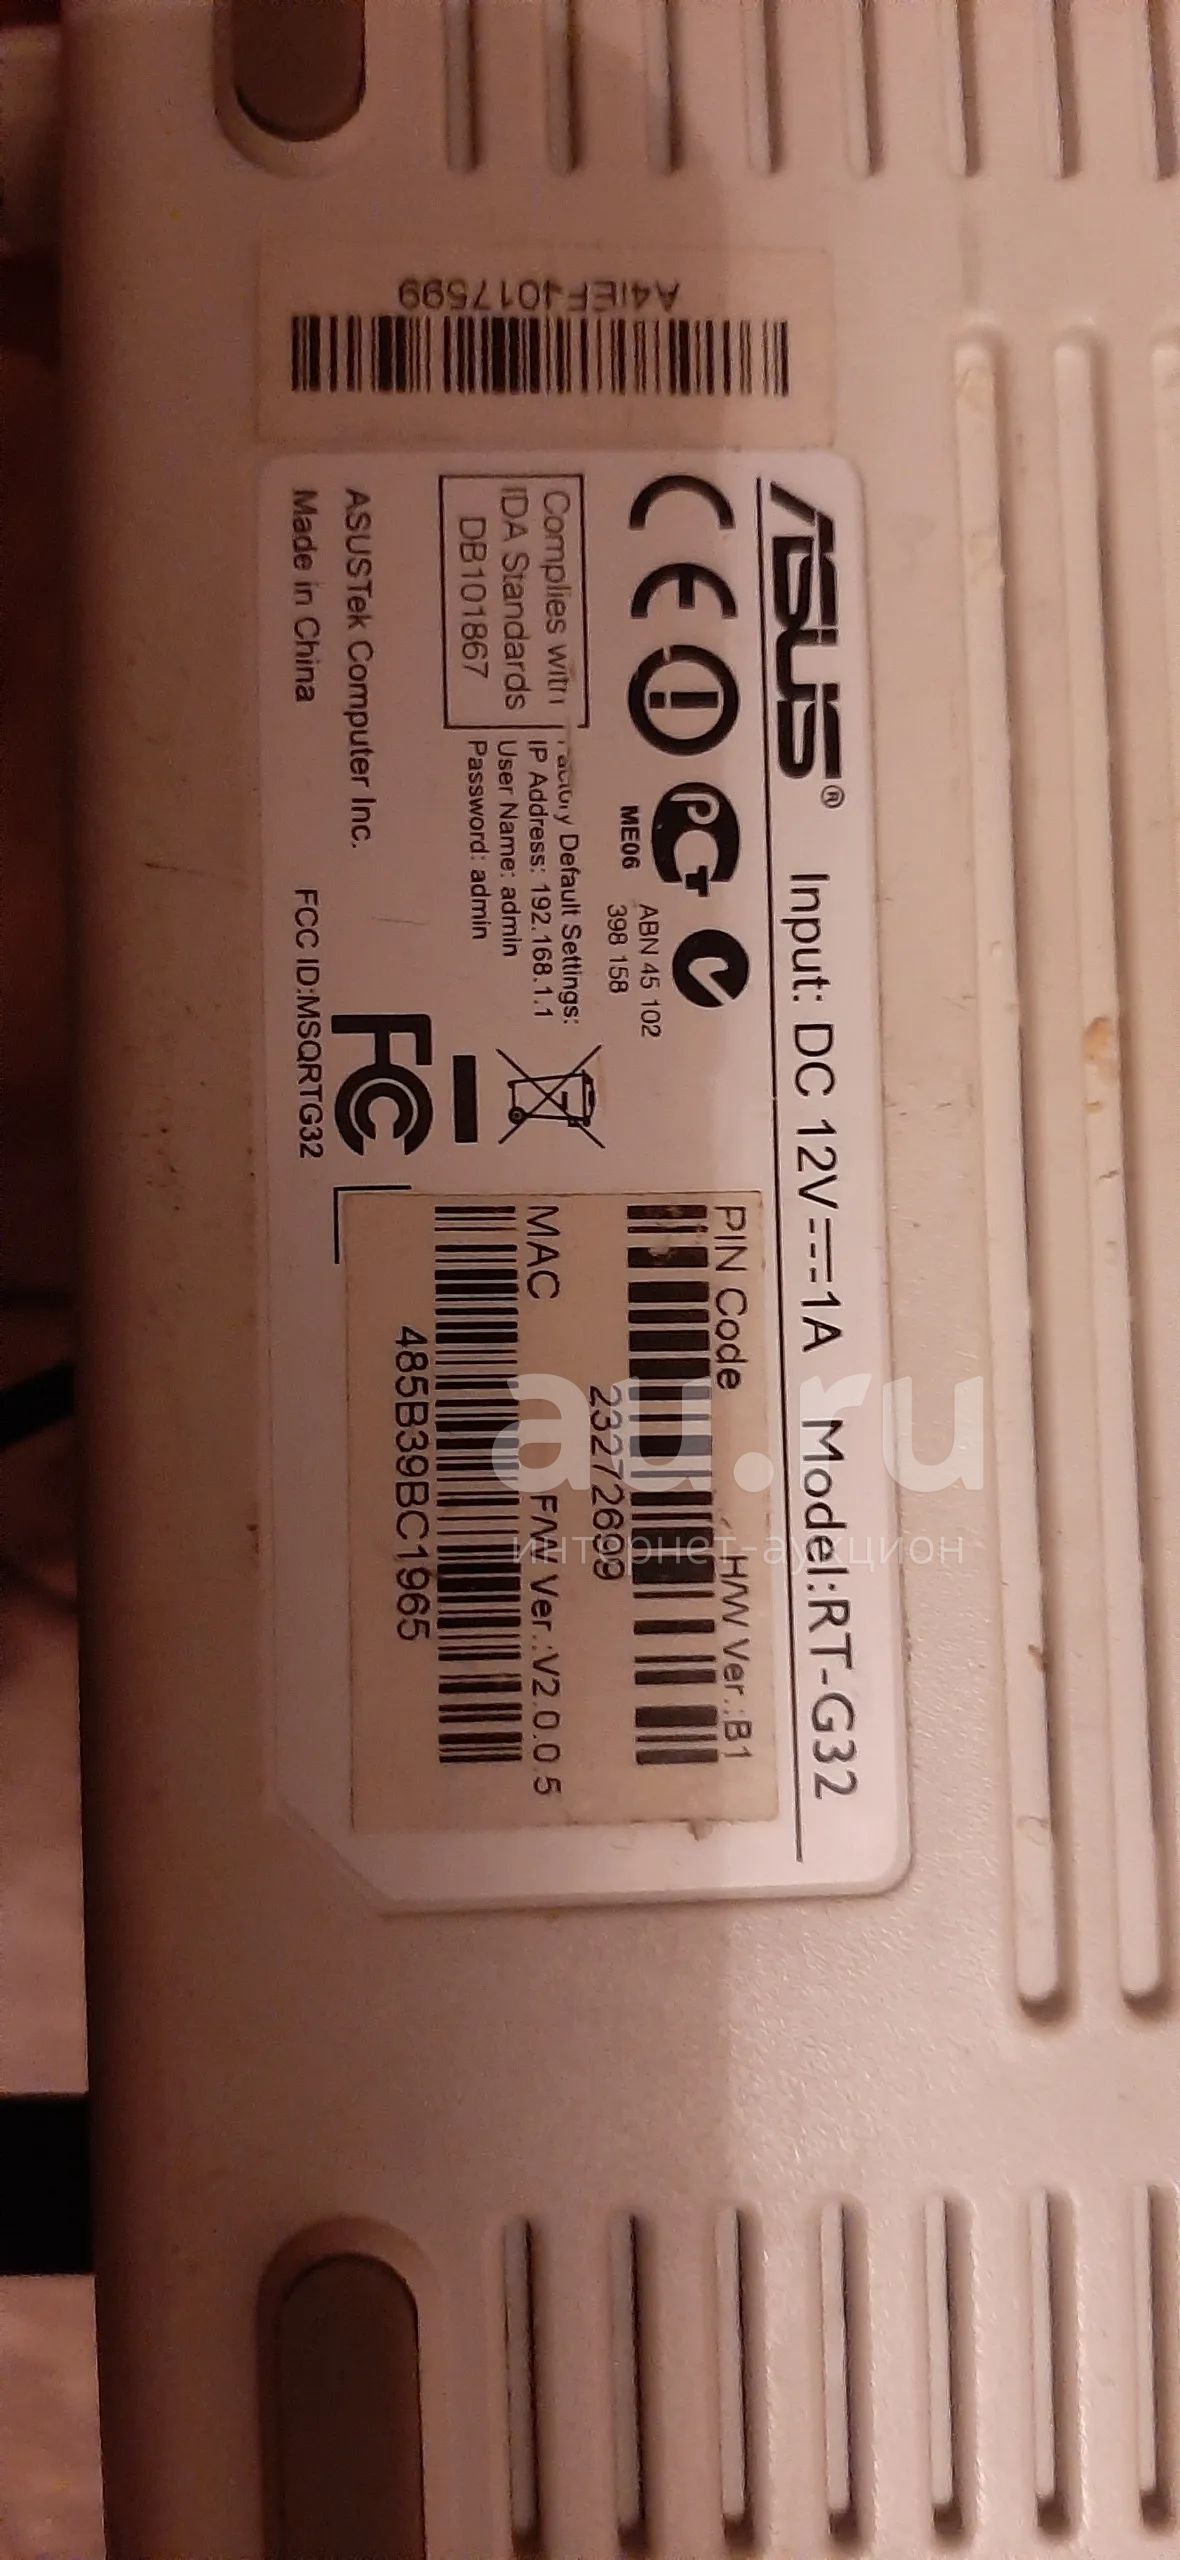 A4IEF4017599
ASUS® Input: DC 12V⎓1A Model:RT-G32
CE
PG
ME06
ABN 45 102
398 158
Complies with
IDA Standards
DB101867
Factory Default Settings:
IP Address: 192.168.1.1
User Name: admin
Password: admin
FC
ASUSTek Computer Inc.
Made in China
FCC ID:MSQRTG32
PIN Code H/W Ver.:B1
23272699
MAC F/W Ver.:V2.0.0.5
485B39BC1965
au.ru
интернет-аукцион